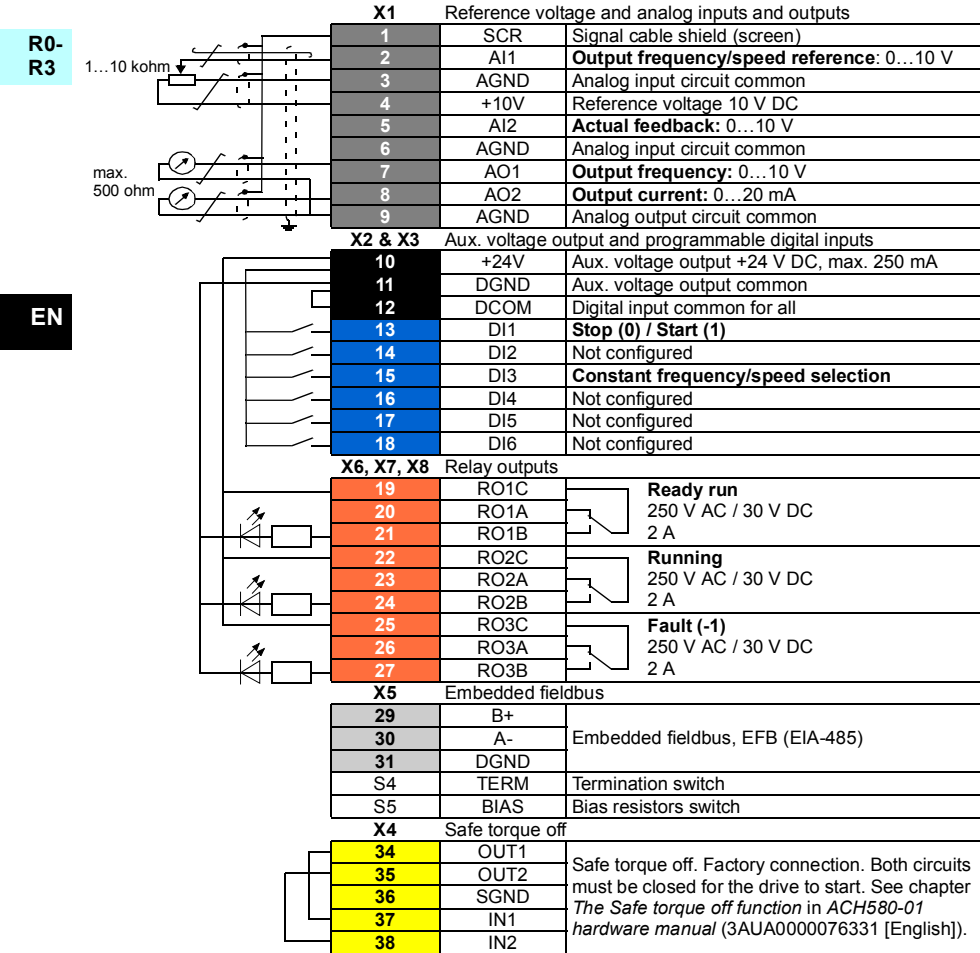 X1 Reference voltage and analog inputs and outputs
R0-
R3
1…10 kohm
1 SCR Signal cable shield (screen)
2 AI1 Output frequency/speed reference: 0…10 V
3 AGND Analog input circuit common
4 +10V Reference voltage 10 V DC
5 AI2 Actual feedback: 0…10 V
6 AGND Analog input circuit common
max.
500 ohm
7 AO1 Output frequency: 0…10 V
8 AO2 Output current: 0…20 mA
9 AGND Analog output circuit common
X2 & X3 Aux. voltage output and programmable digital inputs
10 +24V Aux. voltage output +24 V DC, max. 250 mA
11 DGND Aux. voltage output common
12 DCOM Digital input common for all
EN
13 DI1 Stop (0) / Start (1)
14 DI2 Not configured
15 DI3 Constant frequency/speed selection
16 DI4 Not configured
17 DI5 Not configured
18 DI6 Not configured
X6, X7, X8 Relay outputs
19 RO1C Ready run
20 RO1A 250 V AC / 30 V DC
21 RO1B 2 A
22 RO2C Running
23 RO2A 250 V AC / 30 V DC
24 RO2B 2 A
25 RO3C Fault (-1)
26 RO3A 250 V AC / 30 V DC
27 RO3B 2 A
X5 Embedded fieldbus
29 B+
30 A- Embedded fieldbus, EFB (EIA-485)
31 DGND
S4 TERM Termination switch
S5 BIAS Bias resistors switch
X4 Safe torque off
34 OUT1
35 OUT2
36 SGND
37 IN1
38 IN2
Safe torque off. Factory connection. Both circuits
must be closed for the drive to start. See chapter
The Safe torque off function in ACH580-01
hardware manual (3AUA0000076331 [English]).